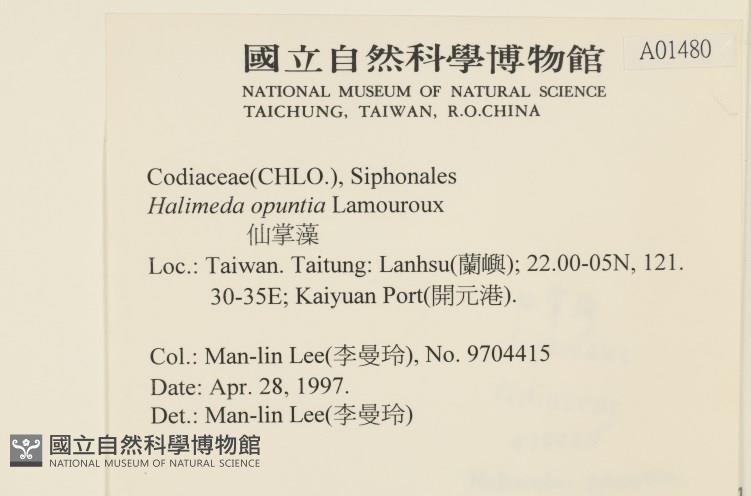 國立自然科學博物館
A01480
NATIONAL MUSEUM OF NATURAL SCIENCE
TAICHUNG, TAIWAN, R.O.CHINA
Codiaceae(CHLO.), Siphonales
Halimeda opuntia Lamouroux
仙掌藻
Loc.: Taiwan. Taitung: Lanhsu(蘭嶼); 22.00-05N, 121.
30-35E; Kaiyuan Port(開元港).
Col.: Man-lin Lee(李曼玲), No. 9704415
Date: Apr. 28, 1997.
Det.: Man-lin Lee(李曼玲)
國立自然科學博物館
NATIONAL MUSEUM OF NATURAL SCIENCE